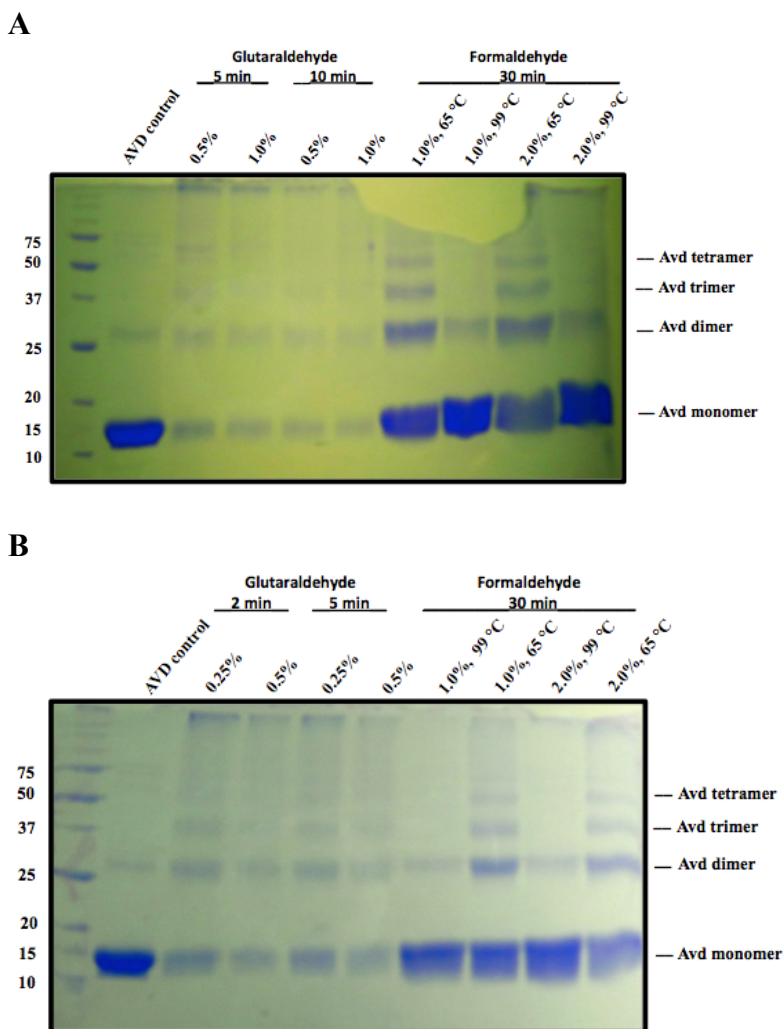 A
Glutaraldehyde
Formaldehyde
5 min
10 min
30 min
AVD control
0.5%
1.0%
0.5%
1.0%
1.0%, 65 °C
1.0%, 99 °C
2.0%, 65 °C
2.0%, 99 °C
75
50
37
25
20
15
10
Avd tetramer
Avd trimer
Avd dimer
Avd monomer
B
Glutaraldehyde
Formaldehyde
2 min
5 min
30 min
AVD control
0.25%
0.5%
0.25%
0.5%
1.0%, 99 °C
1.0%, 65 °C
2.0%, 99 °C
2.0%, 65 °C
75
50
37
25
20
15
10
Avd tetramer
Avd trimer
Avd dimer
Avd monomer